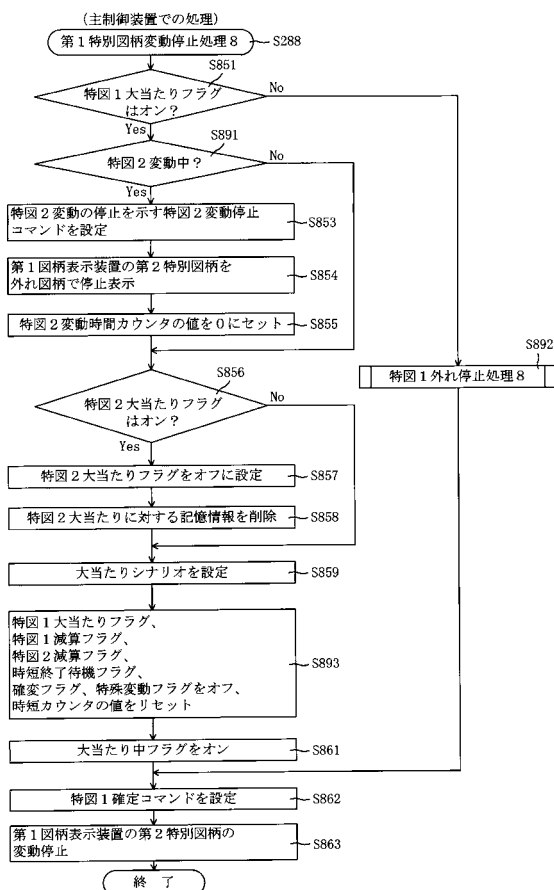 (主制御装置での処理)
第1特別図柄変動停止処理8
S288
S851
特図1大当たりフラグ
はオン?
No
Yes
S891
特図2変動中?
No
Yes
特図2変動の停止を示す特図2変動停止
コマンドを設定
S853
第1図柄表示装置の第2特別図柄を
外れ図柄で停止表示
S854
特図2変動時間カウンタの値を0にセット
S855
S892
特図1外れ停止処理8
S856
特図2大当たりフラグ
はオン?
No
Yes
特図2大当たりフラグをオフに設定
S857
特図2大当たりに対する記憶情報を削除
S858
大当たりシナリオを設定
S859
特図1大当たりフラグ、
特図1減算フラグ、
特図2減算フラグ、
時短終了待機フラグ、
確変フラグ、特殊変動フラグをオフ、
時短カウンタの値をリセット
S893
大当たり中フラグをオン
S861
特図1確定コマンドを設定
S862
第1図柄表示装置の第2特別図柄の
変動停止
S863
終 了